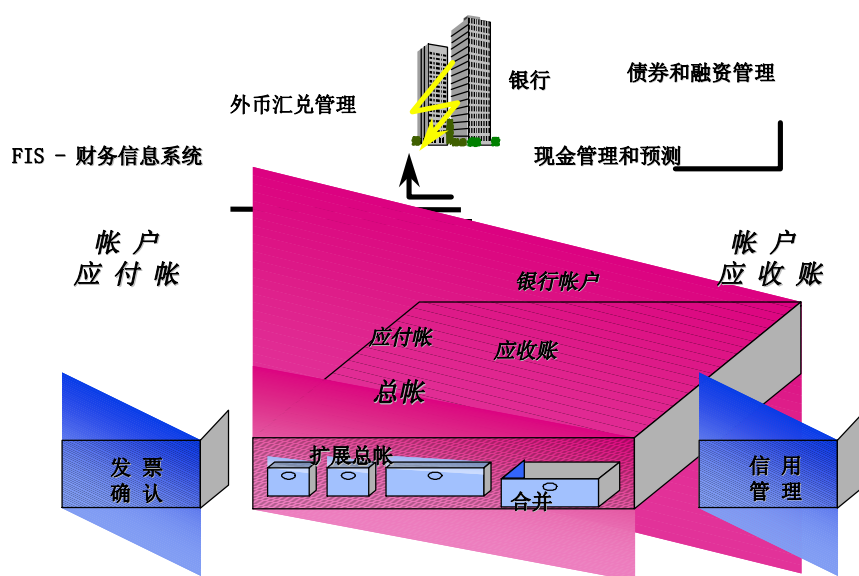 银行
债券和融资管理
外币汇兑管理
FIS - 财务信息系统
现金管理和预测
帐 户
应 付 帐
帐 户
应 收 账
银行帐户
应付帐
应收账
总帐
扩展总帐
合并
发 票
确 认
信 用
管 理